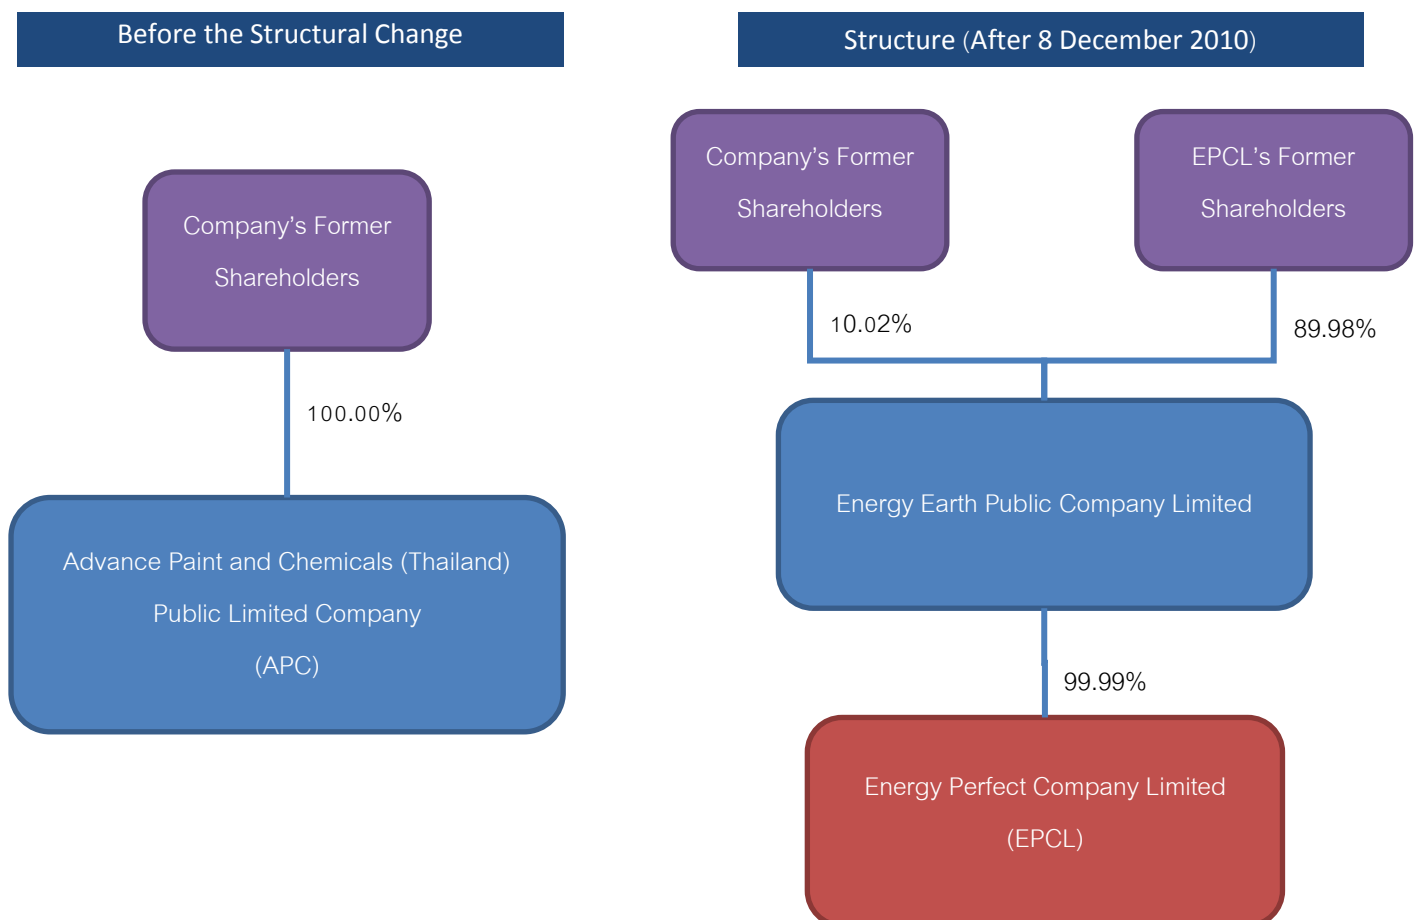 Before the Structural Change
Company’s Former
Shareholders
100.00%
Advance Paint and Chemicals (Thailand)
Public Limited Company
(APC)
Structure (After 8 December 2010)
Company’s Former
Shareholders
EPCL’s Former
Shareholders
10.02%
89.98%
Energy Earth Public Company Limited
99.99%
Energy Perfect Company Limited
(EPCL)